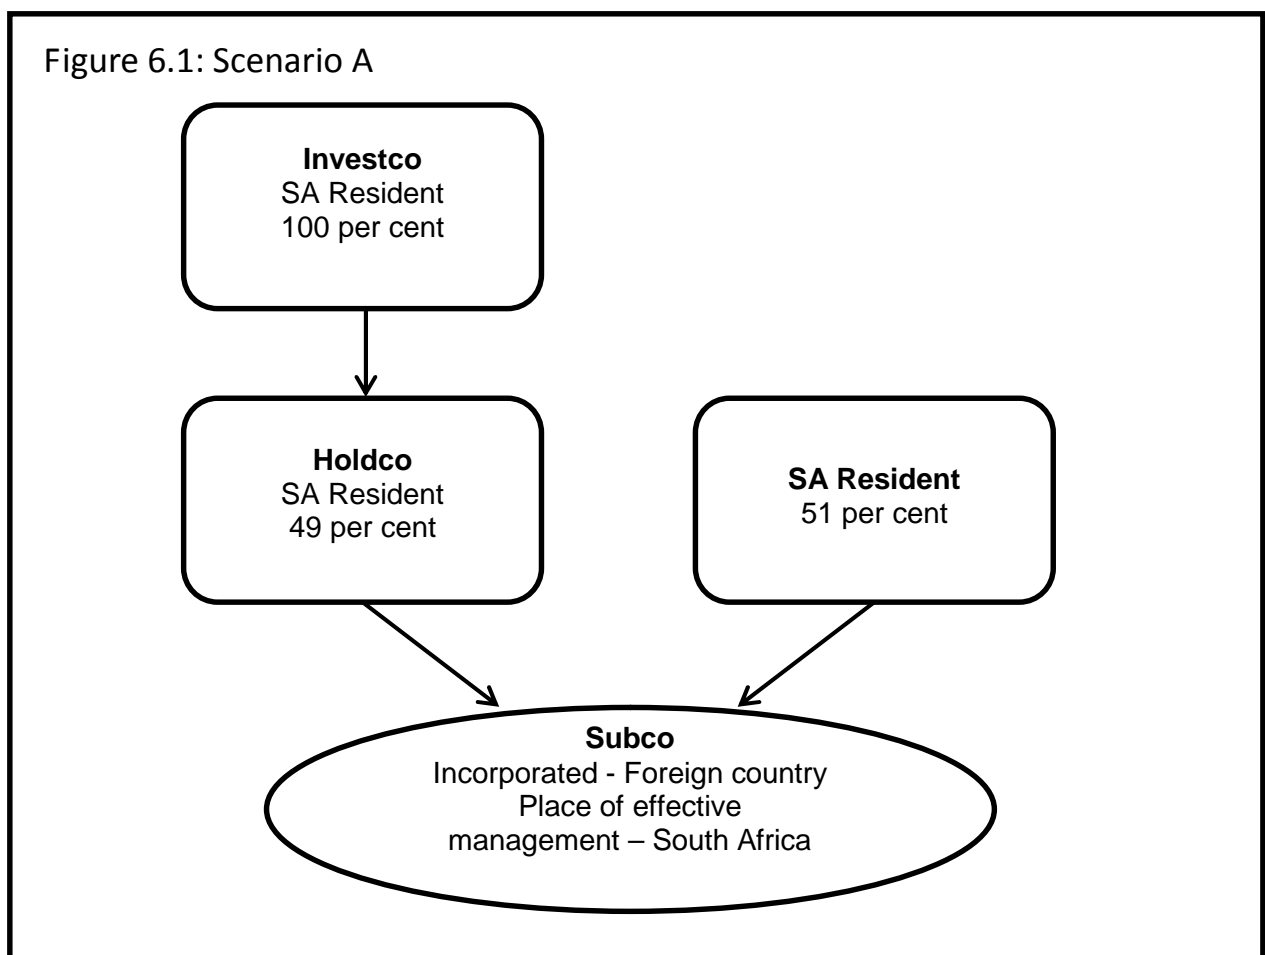 Figure 6.1: Scenario A
Investco
SA Resident
100 per cent
Holdco
SA Resident
49 per cent
SA Resident
51 per cent
Subco
Incorporated - Foreign country
Place of effective
management – South Africa